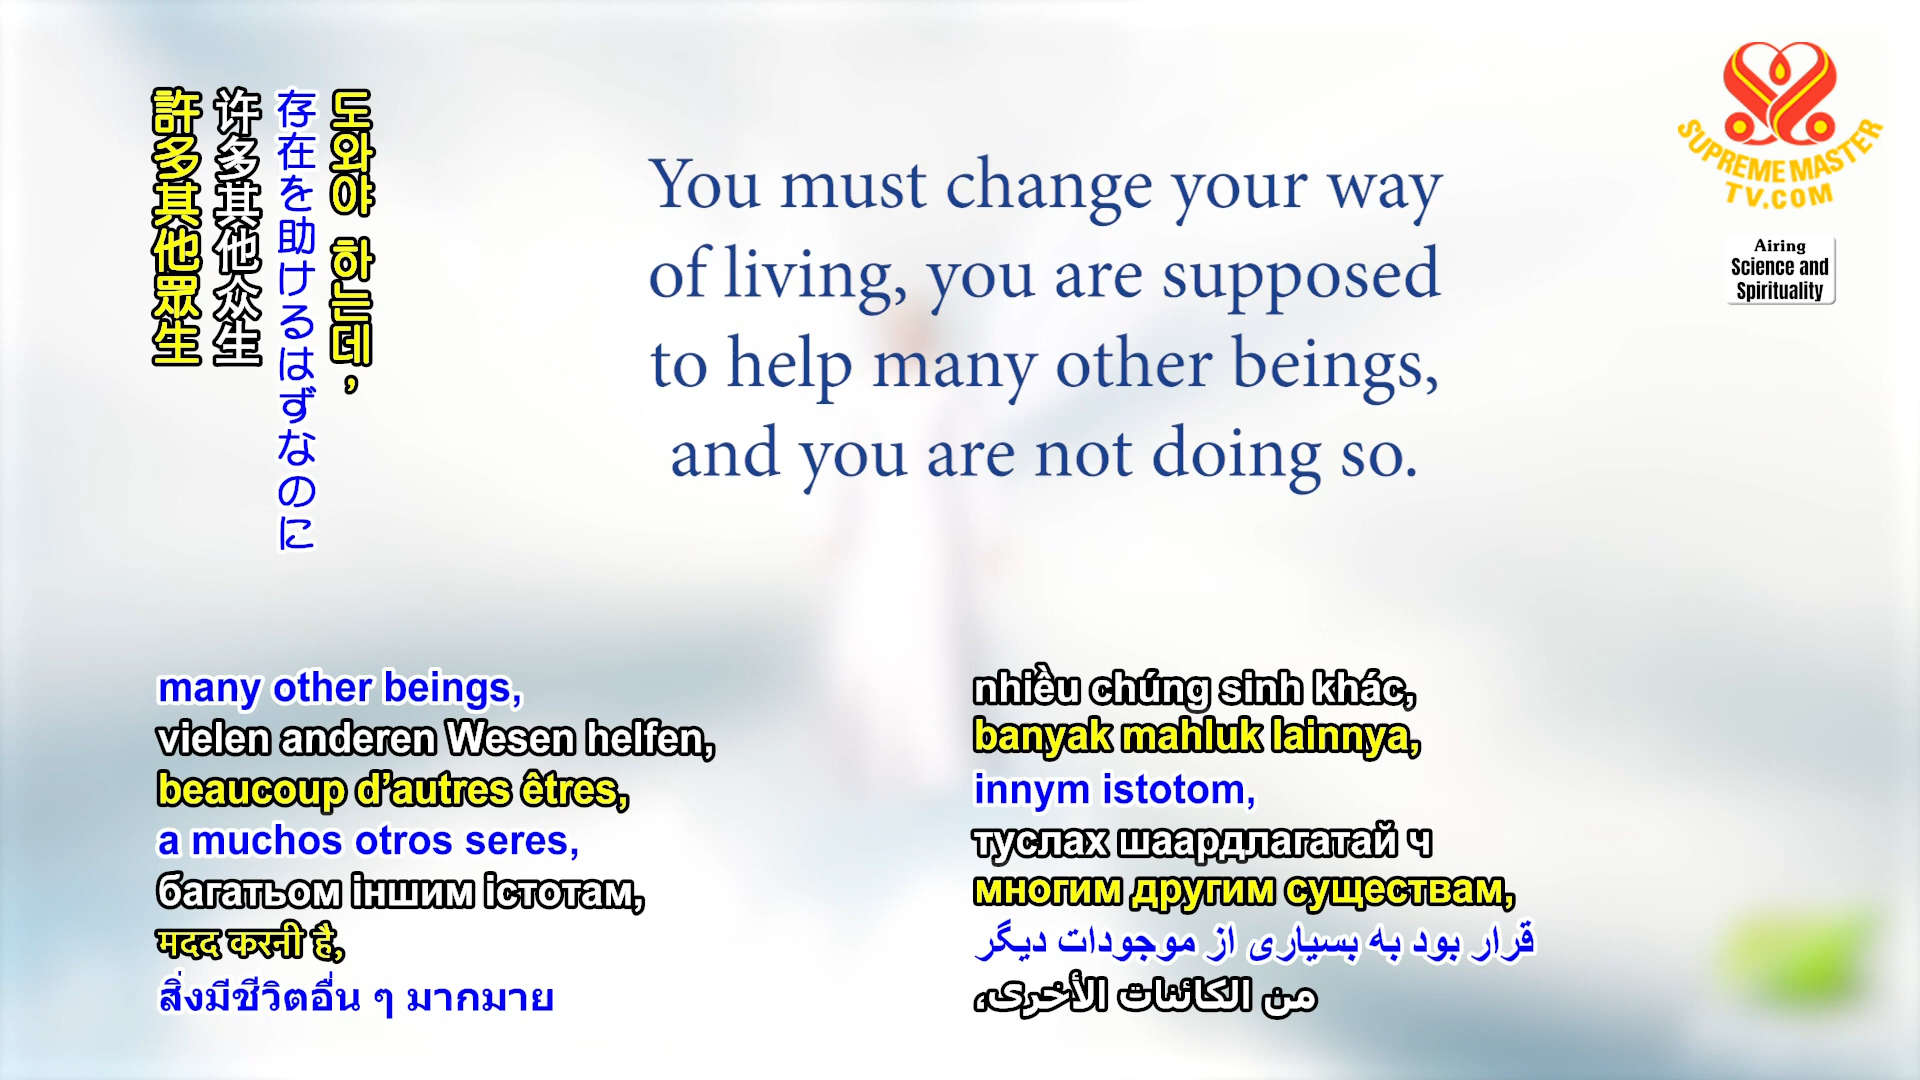 許多其他眾生
许多其他众生
存在を助けるはずなのに
도와야 하는데,
You must change your way
of living, you are supposed
to help many other beings,
and you are not doing so.
SUPREME MASTER
TV.COM
Airing
Science and
Spirituality
many other beings,
vielen anderen Wesen helfen,
beaucoup d’autres êtres,
a muchos otros seres,
багатьом іншим істотам,
मदद करनी है,
สิ่งมีชีวิตอื่น ๆ มากมาย
nhiều chúng sinh khác,
banyak mahluk lainnya,
innym istotom,
туслах шаардлагатай ч
многим другим существам,
قرار بود به بسیاری از موجودات دیگر
من الكائنات الأخرى،